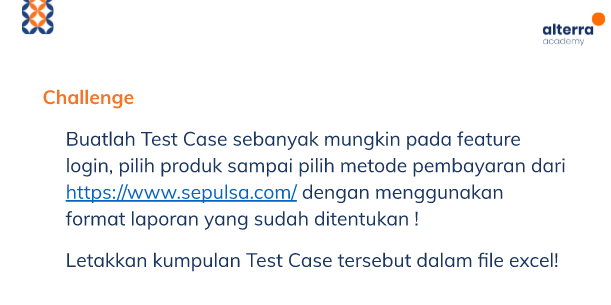 alterra
academy
Challenge
Buatlah Test Case sebanyak mungkin pada feature
login, pilih produk sampai pilih metode pembayaran dari
https://www.sepulsa.com/ dengan menggunakan
format laporan yang sudah ditentukan !
Letakkan kumpulan Test Case tersebut dalam file excel!